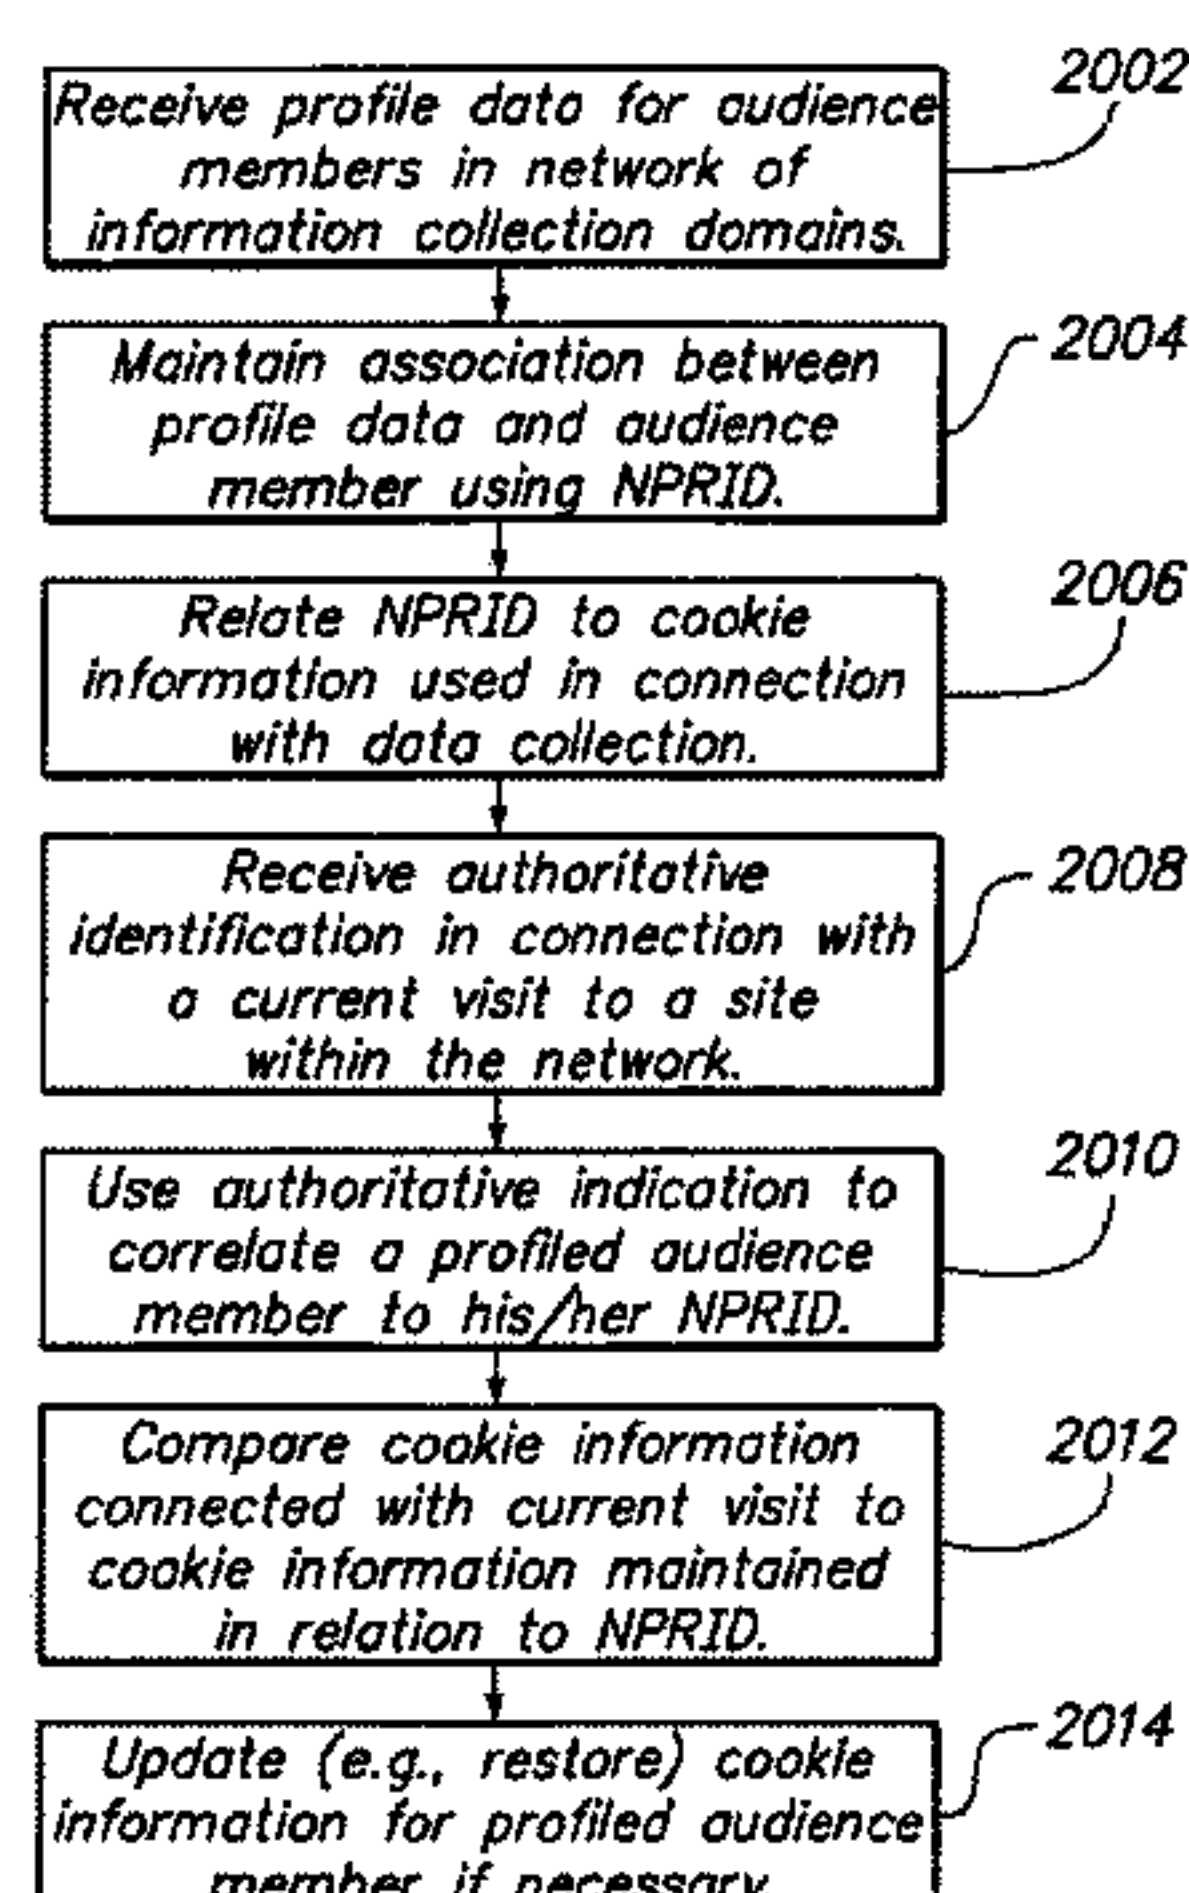 2002
Receive profile data for audience
members in network of
information collection domains.
2004
Maintain association between
profile data and audience
member using NPRID.
2006
Relate NPRID to cookie
information used in connection
with data collection.
2008
Receive authoritative
identification in connection with
a current visit to a site
within the network.
2010
Use authoritative indication to
correlate a profiled audience
member to his/her NPRID.
2012
Compare cookie information
connected with current visit to
cookie information maintained
in relation to NPRID.
2014
Update (e.g., restore) cookie
information for profiled audience
member if necessary